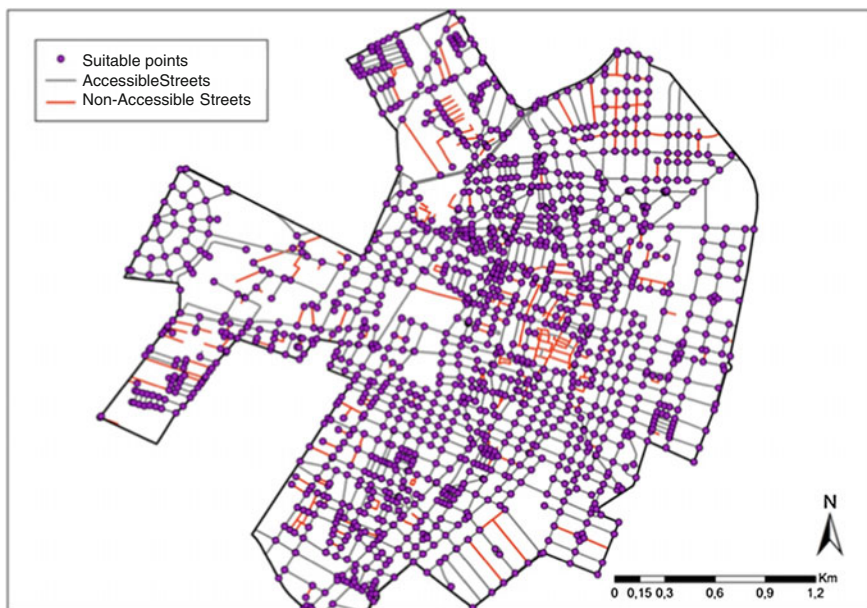 Suitable points
AccessibleStreets
Non-Accessible Streets
N
Km
0 0,15 0,3 0,6 0,9 1,2